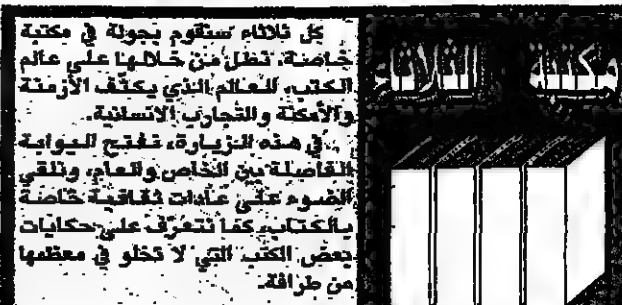 مكتبة الثلاثاء
كل ثلاثاء سنقوم بجولة في مكتبة
خاصة، نطل من خلالها على عالم
الكتب، العالم الذي يكثّف الأزمنة
والأمكنة والتجارب الانسانية.
في هذه الزيارة، نفتح البوابة
الفاصلة بين الخاص والعام، ونلقي
الضوء على عادات ثقافية خاصة
بالكتاب، كما نتعرف على حكايات
بعض الكتب التي لا تخلو في معظمها
من طرافة.